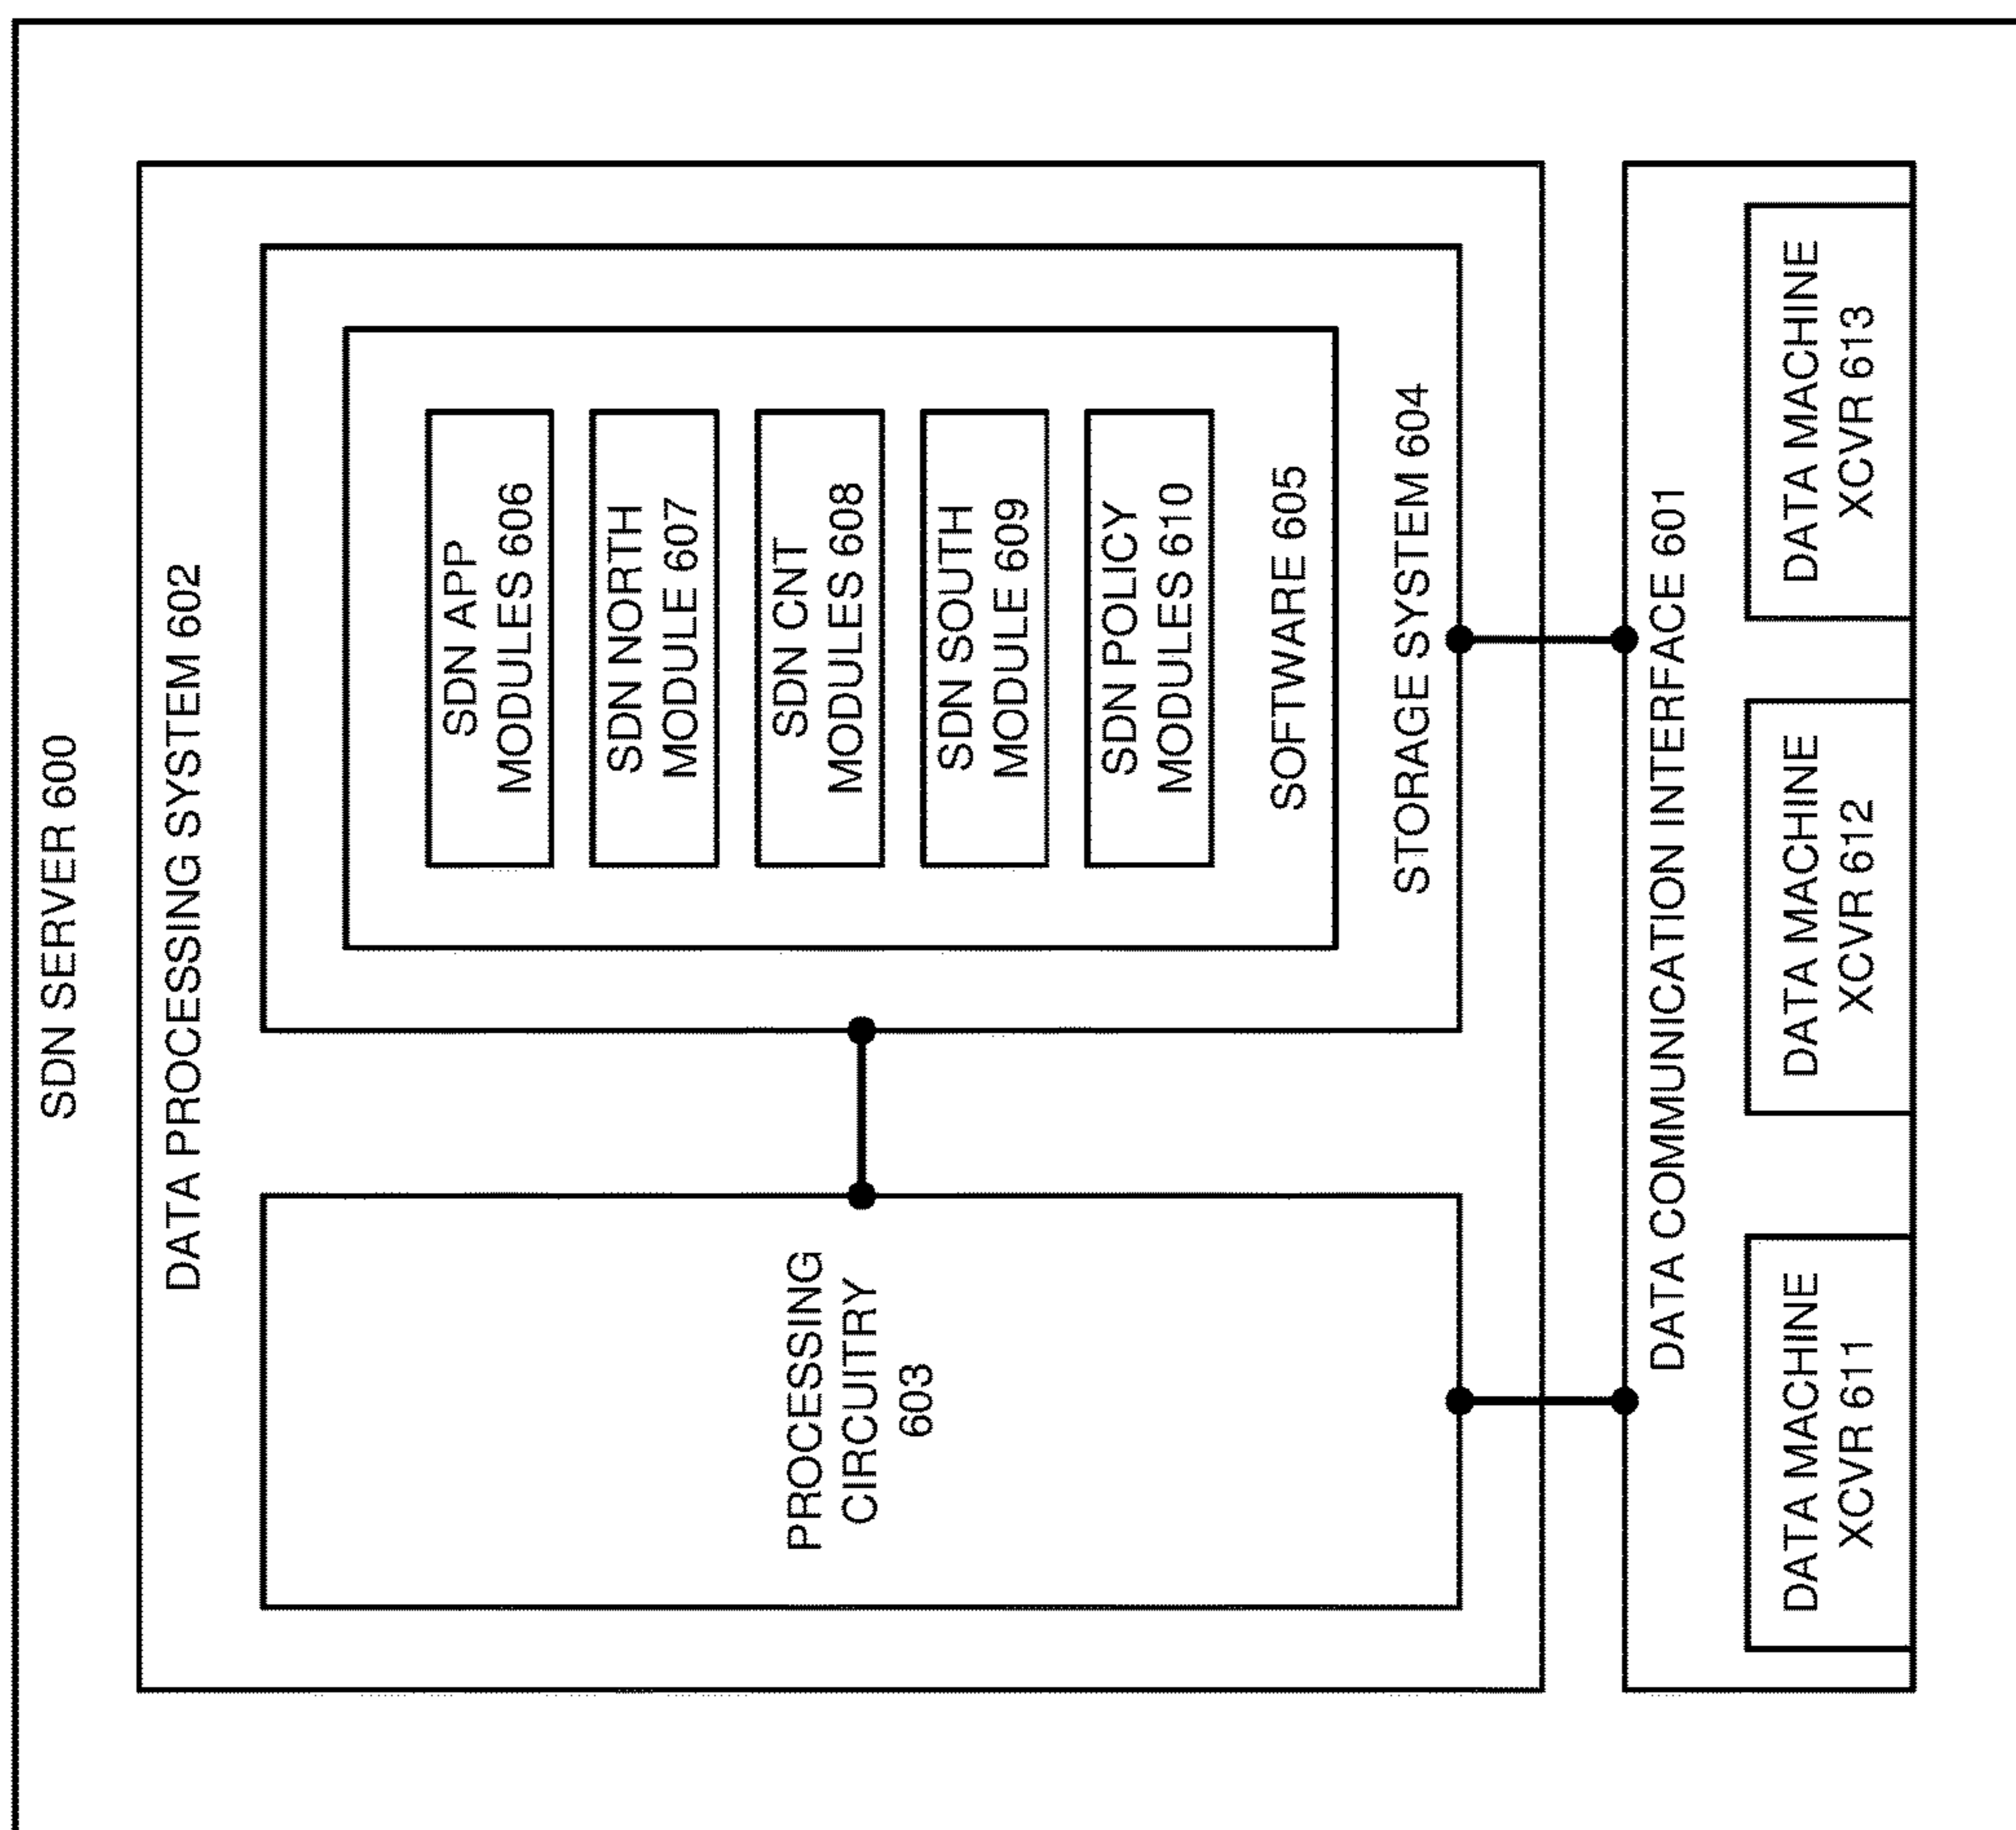 SDN SERVER 600
DATA PROCESSING SYSTEM 602
PROCESSING
CIRCUITRY
603
SDN APP
MODULES 606
SDN NORTH
MODULE 607
SDN CNT
MODULES 608
SDN SOUTH
MODULE 609
SDN POLICY
MODULES 610
SOFTWARE 605
STORAGE SYSTEM 604
DATA COMMUNICATION INTERFACE 601
DATA MACHINE
XCVR 611
DATA MACHINE
XCVR 612
DATA MACHINE
XCVR 613